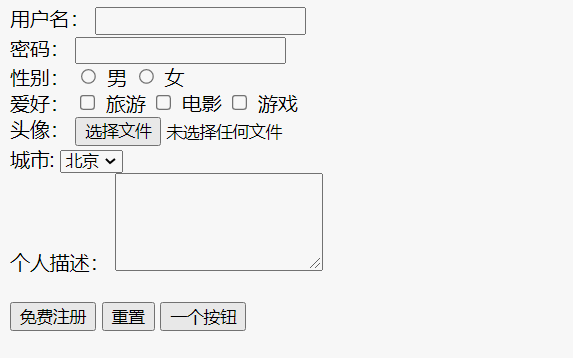 用户名：
密码：
性别： 男 女
爱好： 旅游 电影 游戏
头像： 选择文件 未选择任何文件
城市: 北京
个人描述：
免费注册 重置 一个按钮